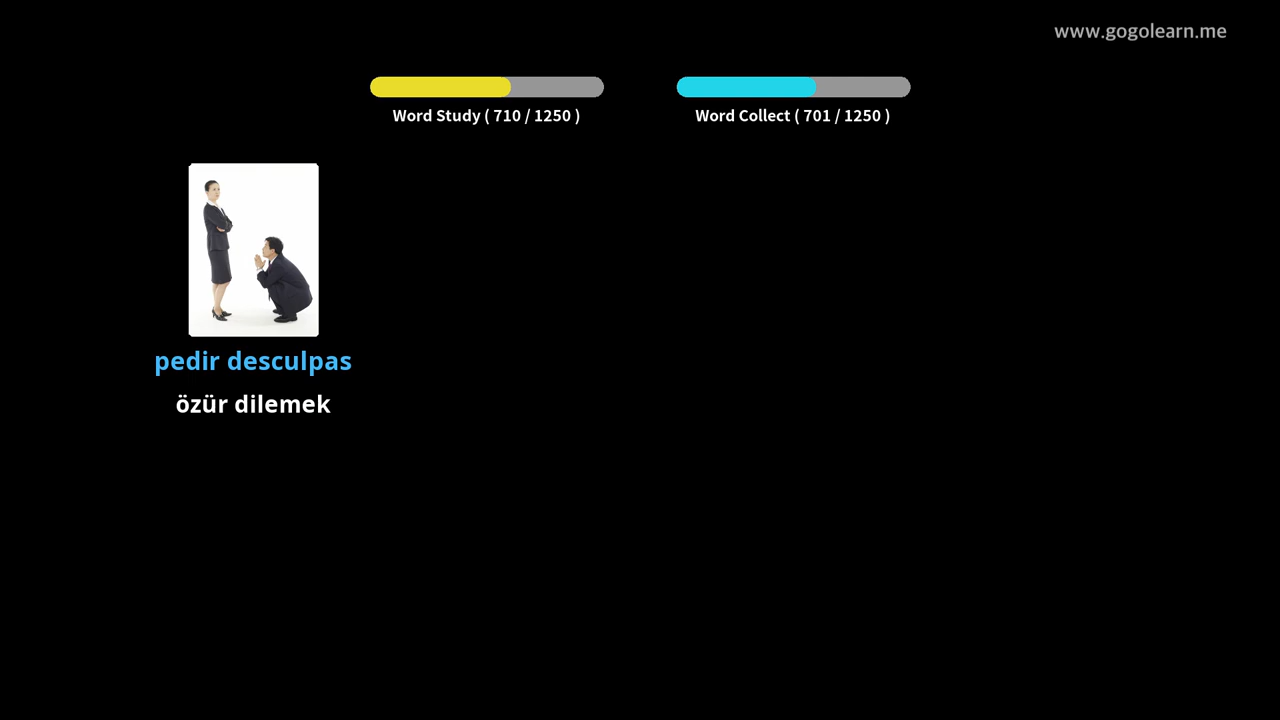 www.gogolearn.me
Word Study ( 710 / 1250 )
Word Collect ( 701 / 1250 )
pedir desculpas
özür dilemek